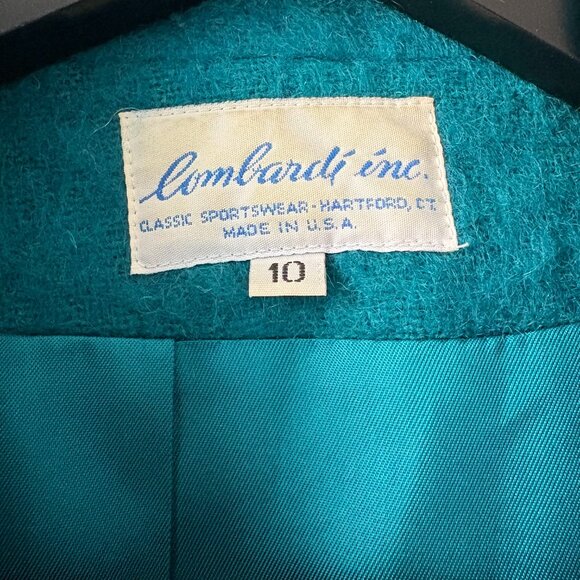 lombardi inc.
CLASSIC SPORTSWEAR-HARTFORD, CT.
MADE IN U.S.A.
10